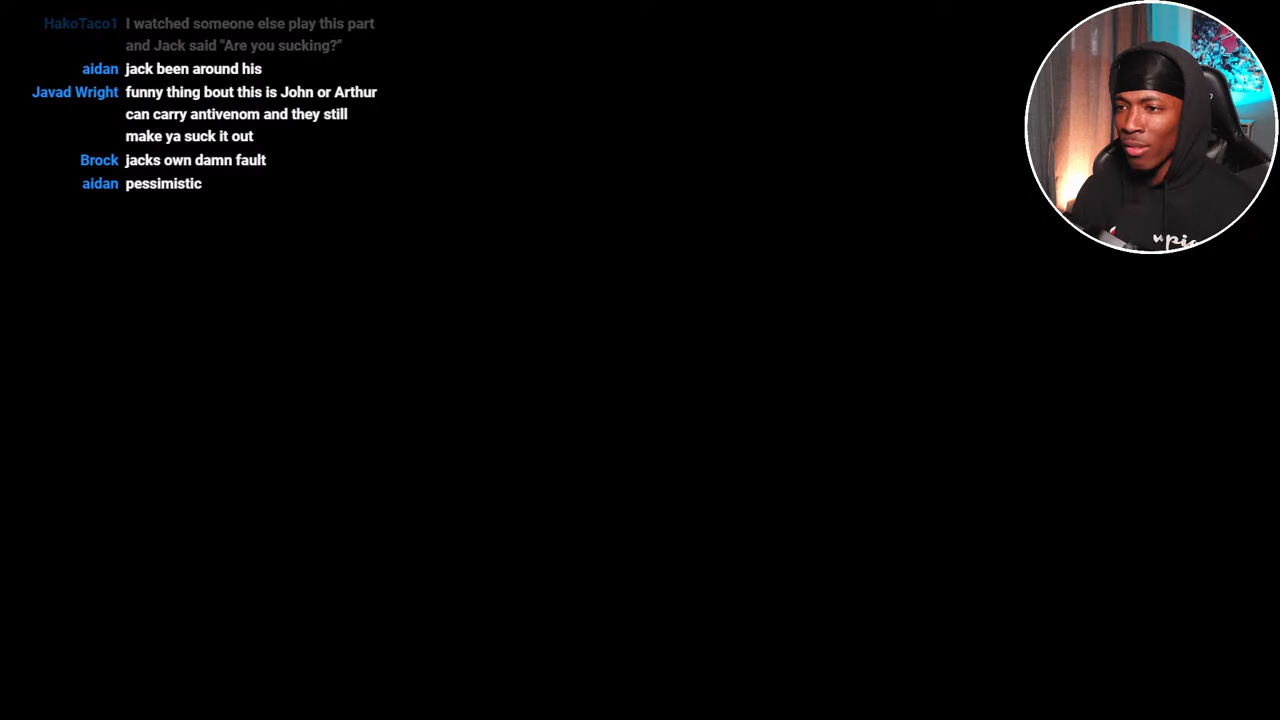 HakoTaco1 I watched someone else play this part
and Jack said "Are you sucking?"
aidan jack been around his
Javad Wright funny thing bout this is John or Arthur
can carry antivenom and they still
make ya suck it out
Brock jacks own damn fault
aidan pessimistic